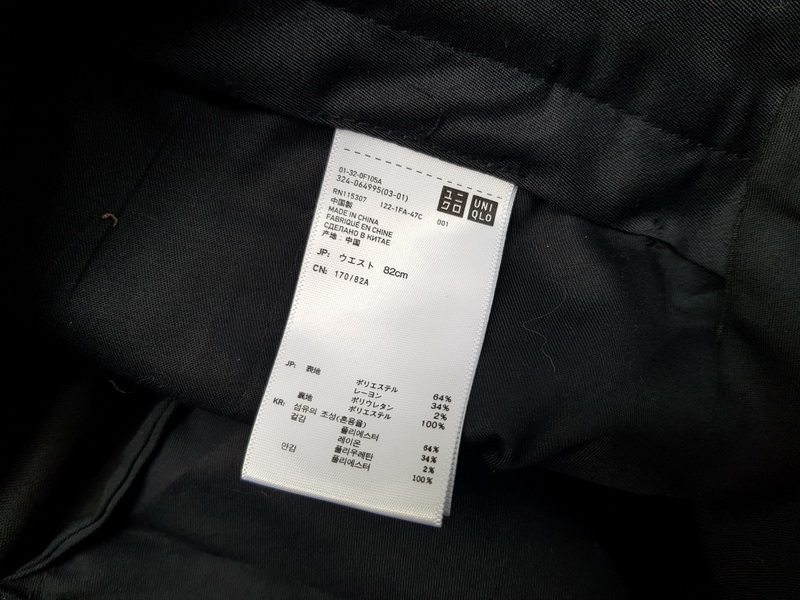 01-32-0F105A
324-064995(03-01)
RN115307 122-1FA-47C 001
ユニクロ
UNIQLO
中国製
MADE IN CHINA
FABRIQUÉ EN CHINE
СДЕЛАНО В КИТАЕ
产地: 中国
JP: ウエスト 82cm
CN: 170/82A
JP: 表地
ポリエステル 64%
レーヨン 34%
ポリウレタン 2%
裏地 ポリエステル 100%
KR: 섬유의 조성(혼용율)
겉감 폴리에스터 64%
레이온 34%
폴리우레탄 2%
안감 폴리에스터 100%